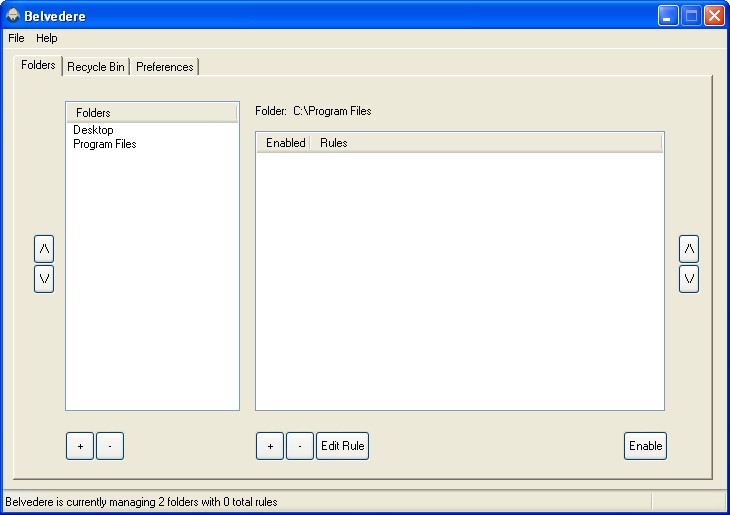 Belvedere
File Help
Folders Recycle Bin Preferences
Folders
Desktop
Program Files
Folder: C:\Program Files
Enabled Rules
/\ /\
\/ \/
+ - + - Edit Rule Enable
Belvedere is currently managing 2 folders with 0 total rules